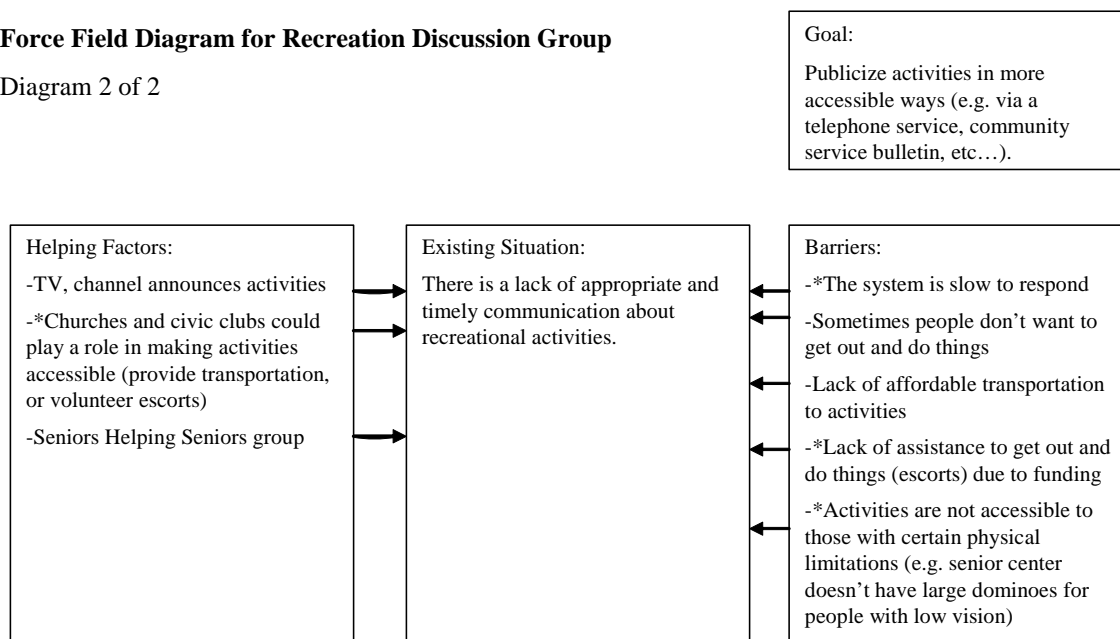 Force Field Diagram for Recreation Discussion Group
Diagram 2 of 2
Goal:
Publicize activities in more
accessible ways (e.g. via a
telephone service, community
service bulletin, etc…).
Helping Factors:
-TV, channel announces activities
-*Churches and civic clubs could
play a role in making activities
accessible (provide transportation,
or volunteer escorts)
-Seniors Helping Seniors group
Existing Situation:
There is a lack of appropriate and
timely communication about
recreational activities.
Barriers:
-*The system is slow to respond
-Sometimes people don’t want to
get out and do things
-Lack of affordable transportation
to activities
-*Lack of assistance to get out and
do things (escorts) due to funding
-*Activities are not accessible to
those with certain physical
limitations (e.g. senior center
doesn’t have large dominoes for
people with low vision)